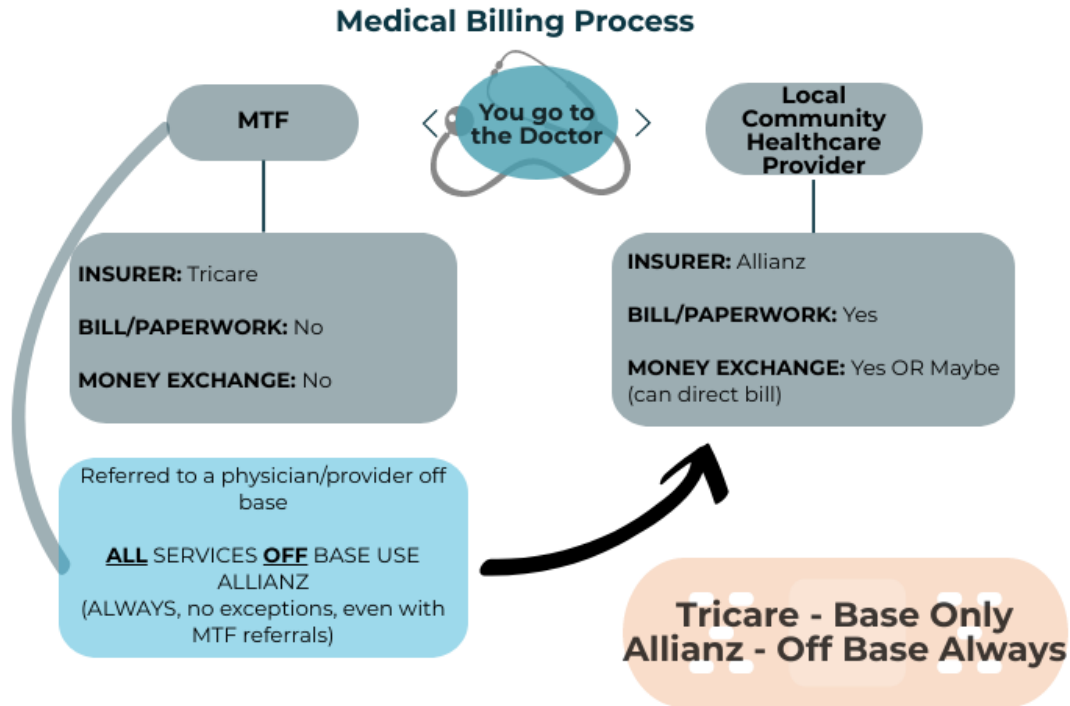 Medical Billing Process
You go to
the Doctor
MTF
INSURER: Tricare
BILL/PAPERWORK: No
MONEY EXCHANGE: No
Referred to a physician/provider off
base
ALL SERVICES OFF BASE USE
ALLIANZ
(ALWAYS, no exceptions, even with
MTF referrals)
Local
Community
Healthcare
Provider
INSURER: Allianz
BILL/PAPERWORK: Yes
MONEY EXCHANGE: Yes OR Maybe
(can direct bill)
Tricare - Base Only
Allianz - Off Base Always